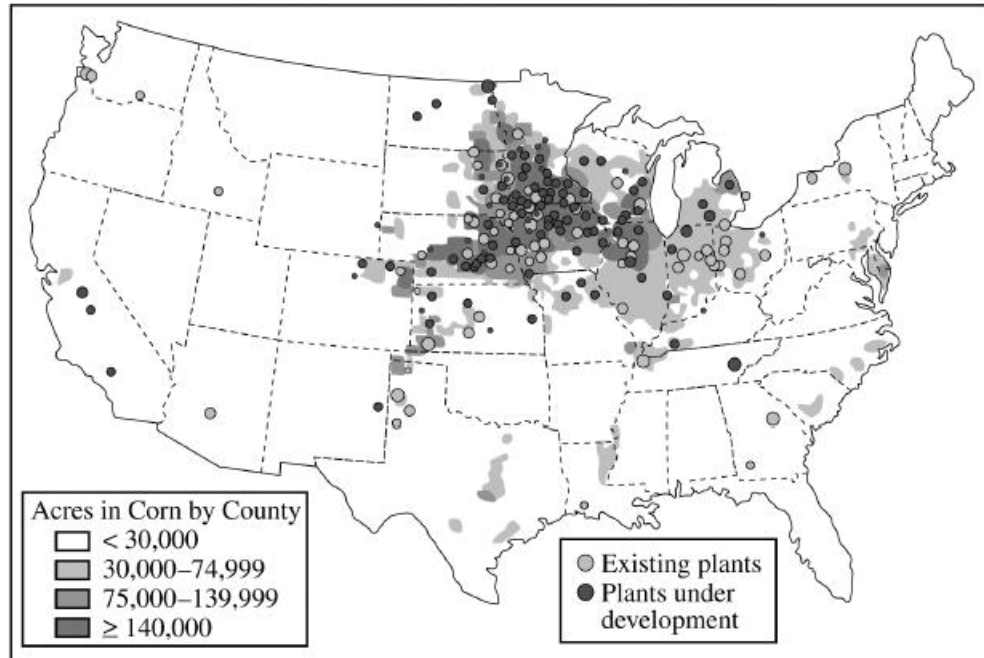 Acres in Corn by County
< 30,000
30,000–74,999
75,000–139,999
≥ 140,000
Existing plants
Plants under
development